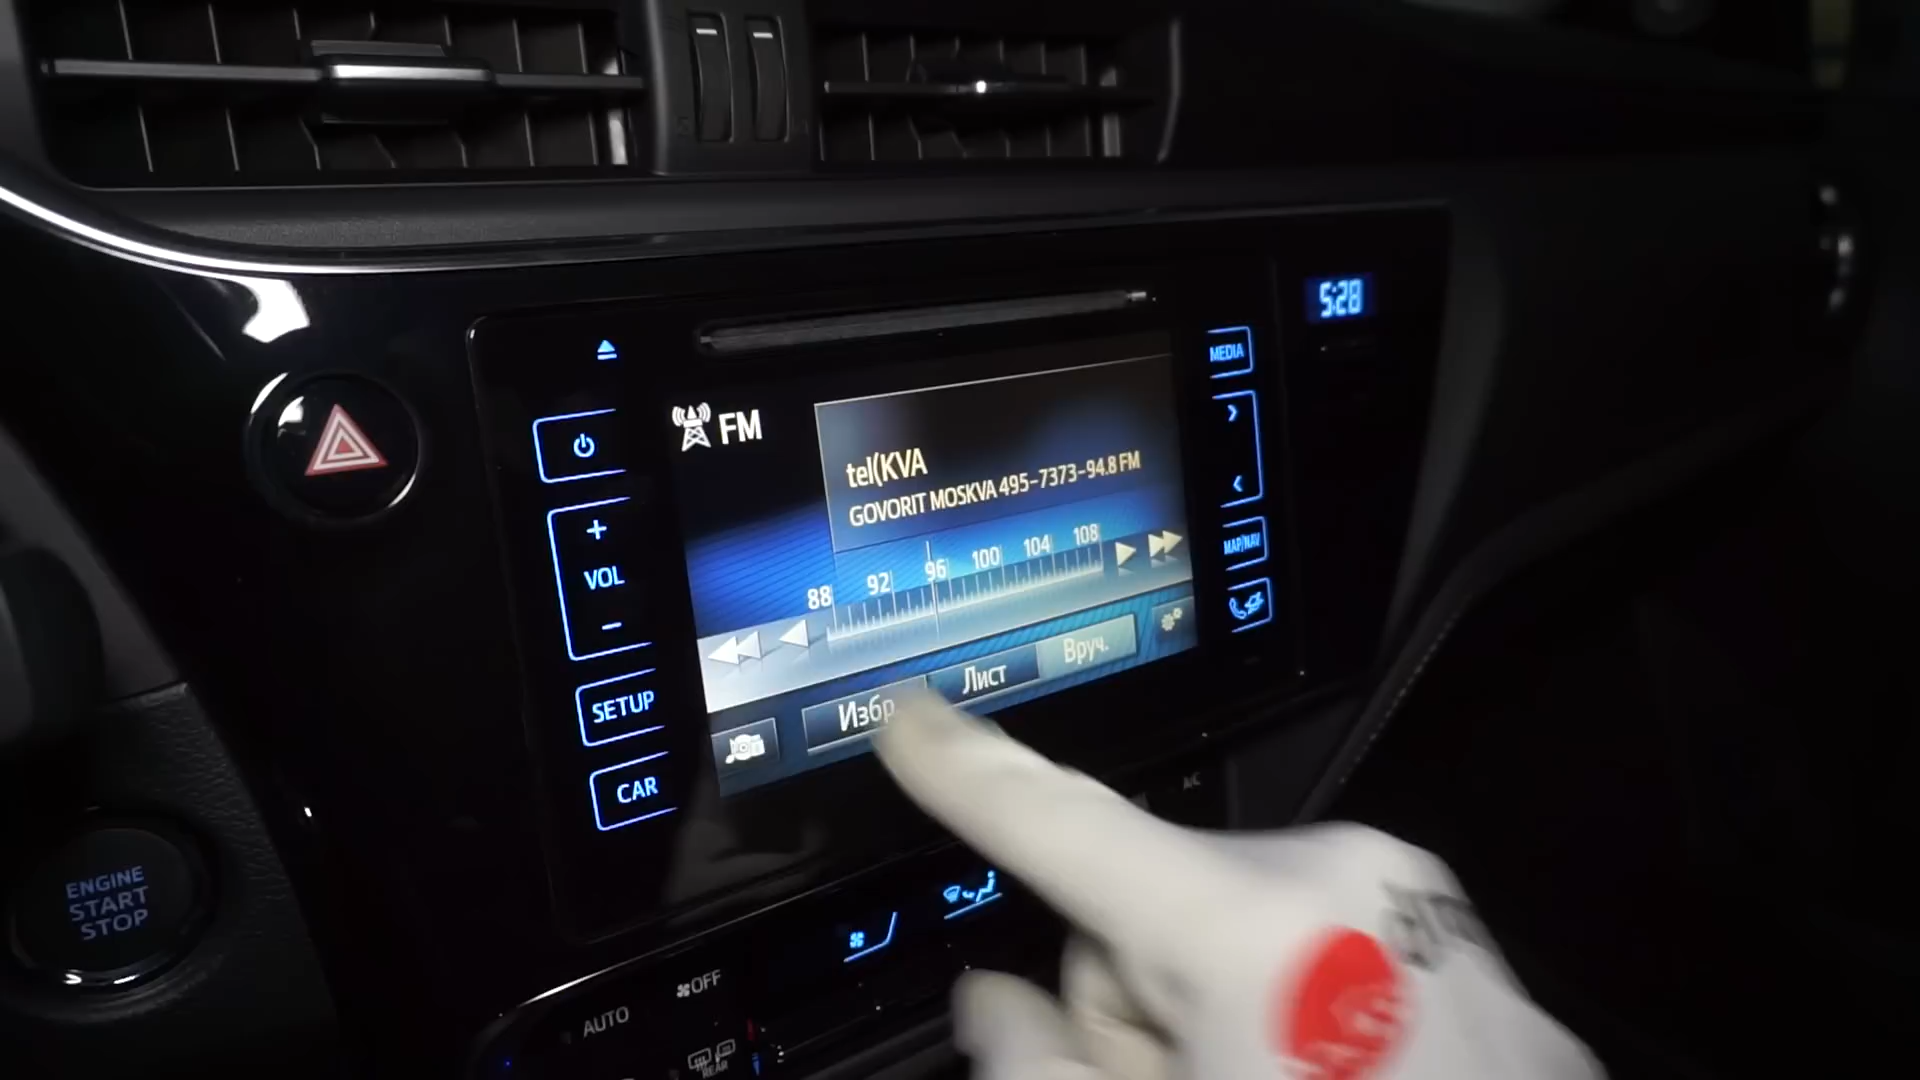 5:28
MEDIA
FM
tel(KVA
GOVORIT MOSKVA 495-7373-94.8 FM
VOL
88 92 96 100 104 108
MAP/NAV
Избр.
Лист
Вруч.
SETUP
CAR
A/C
ENGINE
START
STOP
OFF
AUTO
REAR